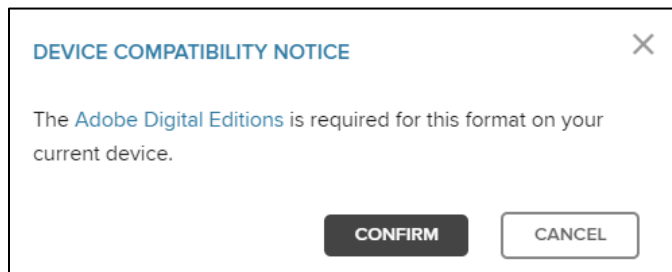 DEVICE COMPATIBILITY NOTICE
The Adobe Digital Editions is required for this format on your
current device.
CONFIRM
CANCEL